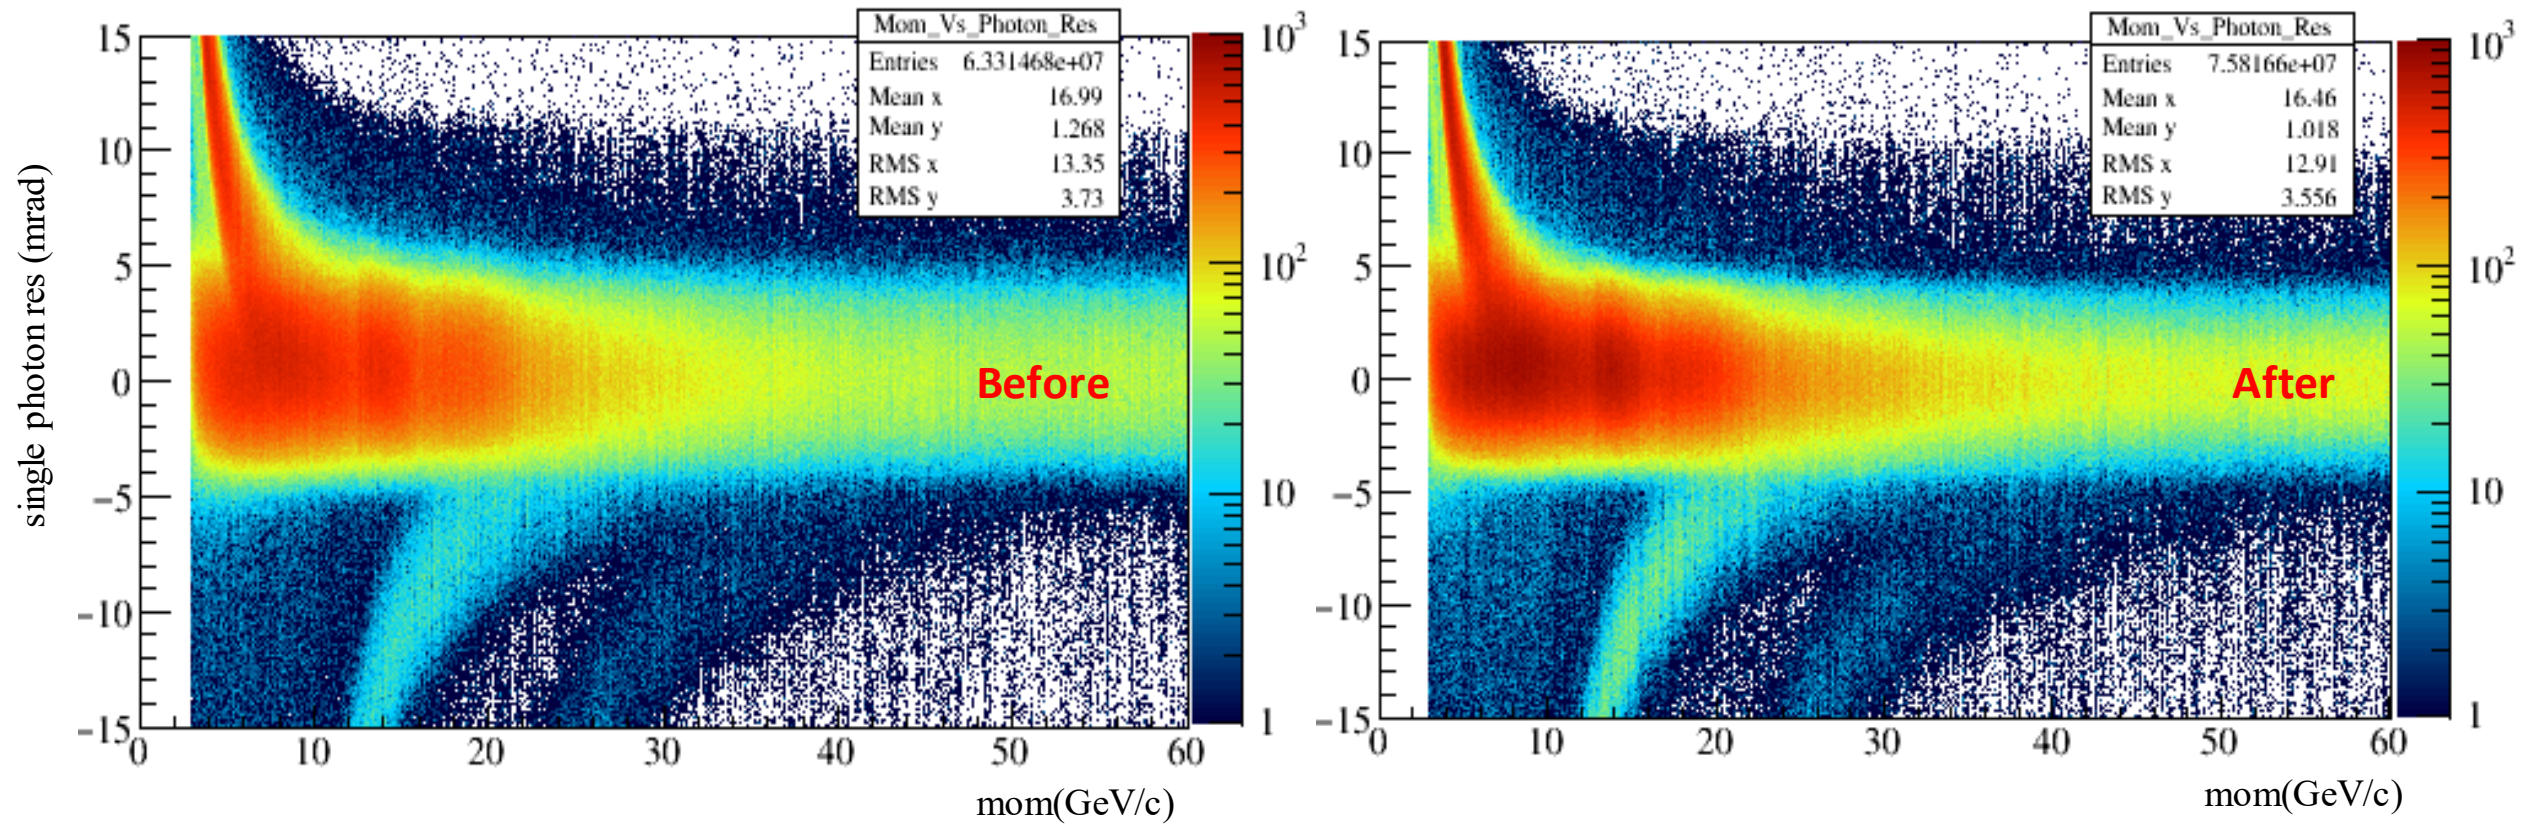 Mom_Vs_Photon_Res
Entries 6.331468e+07
Mean x 16.99
Mean y 1.268
RMS x 13.35
RMS y 3.73
15
10
5
0
−5
−10
−15
0 10 20 30 40 50 60
10³
10²
10
1
single photon res (mrad)
mom(GeV/c)
Before
Mom_Vs_Photon_Res
Entries 7.58166e+07
Mean x 16.46
Mean y 1.018
RMS x 12.91
RMS y 3.556
15
10
5
0
−5
−10
−15
0 10 20 30 40 50 60
10³
10²
10
1
mom(GeV/c)
After